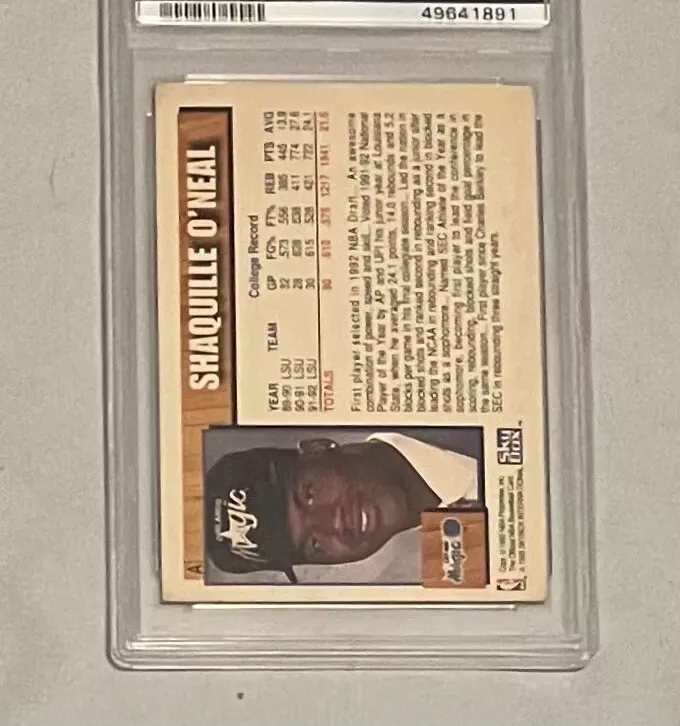 49641891
A
SHAQUILLE O'NEAL
College Record
YEAR TEAM GP FG% FT% REB PTS AVG
89-90 LSU 32 .573 .556 385 445 13.9
90-91 LSU 28 .628 .638 411 774 27.6
91-92 LSU 30 .615 .528 421 722 24.1
TOTALS 90 .610 .575 1217 1941 21.6
First player selected in 1992 NBA Draft... An awesome
combination of power, speed and skill... Voted 1991-92 National
Player of the Year by AP and UPI his junior year at Louisiana
State, when he averaged 24.1 points, 14.0 rebounds and 5.2
blocks per game in his final collegiate season... Led the nation in
blocked shots and ranked second in rebounding as a junior after
leading the NCAA in rebounding and ranking second in blocked
shots as a sophomore... Named SEC Athlete of the Year as a
sophomore, becoming first player to lead the conference in
scoring, rebounding, blocked shots and field goal percentage in
the same season... First player since Charles Barkley to lead the
SEC in rebounding three straight years.
ORLANDO
Magic
Magic
SkyBox
The Official NBA Basketball Card.
SKYBOX INTERNATIONAL